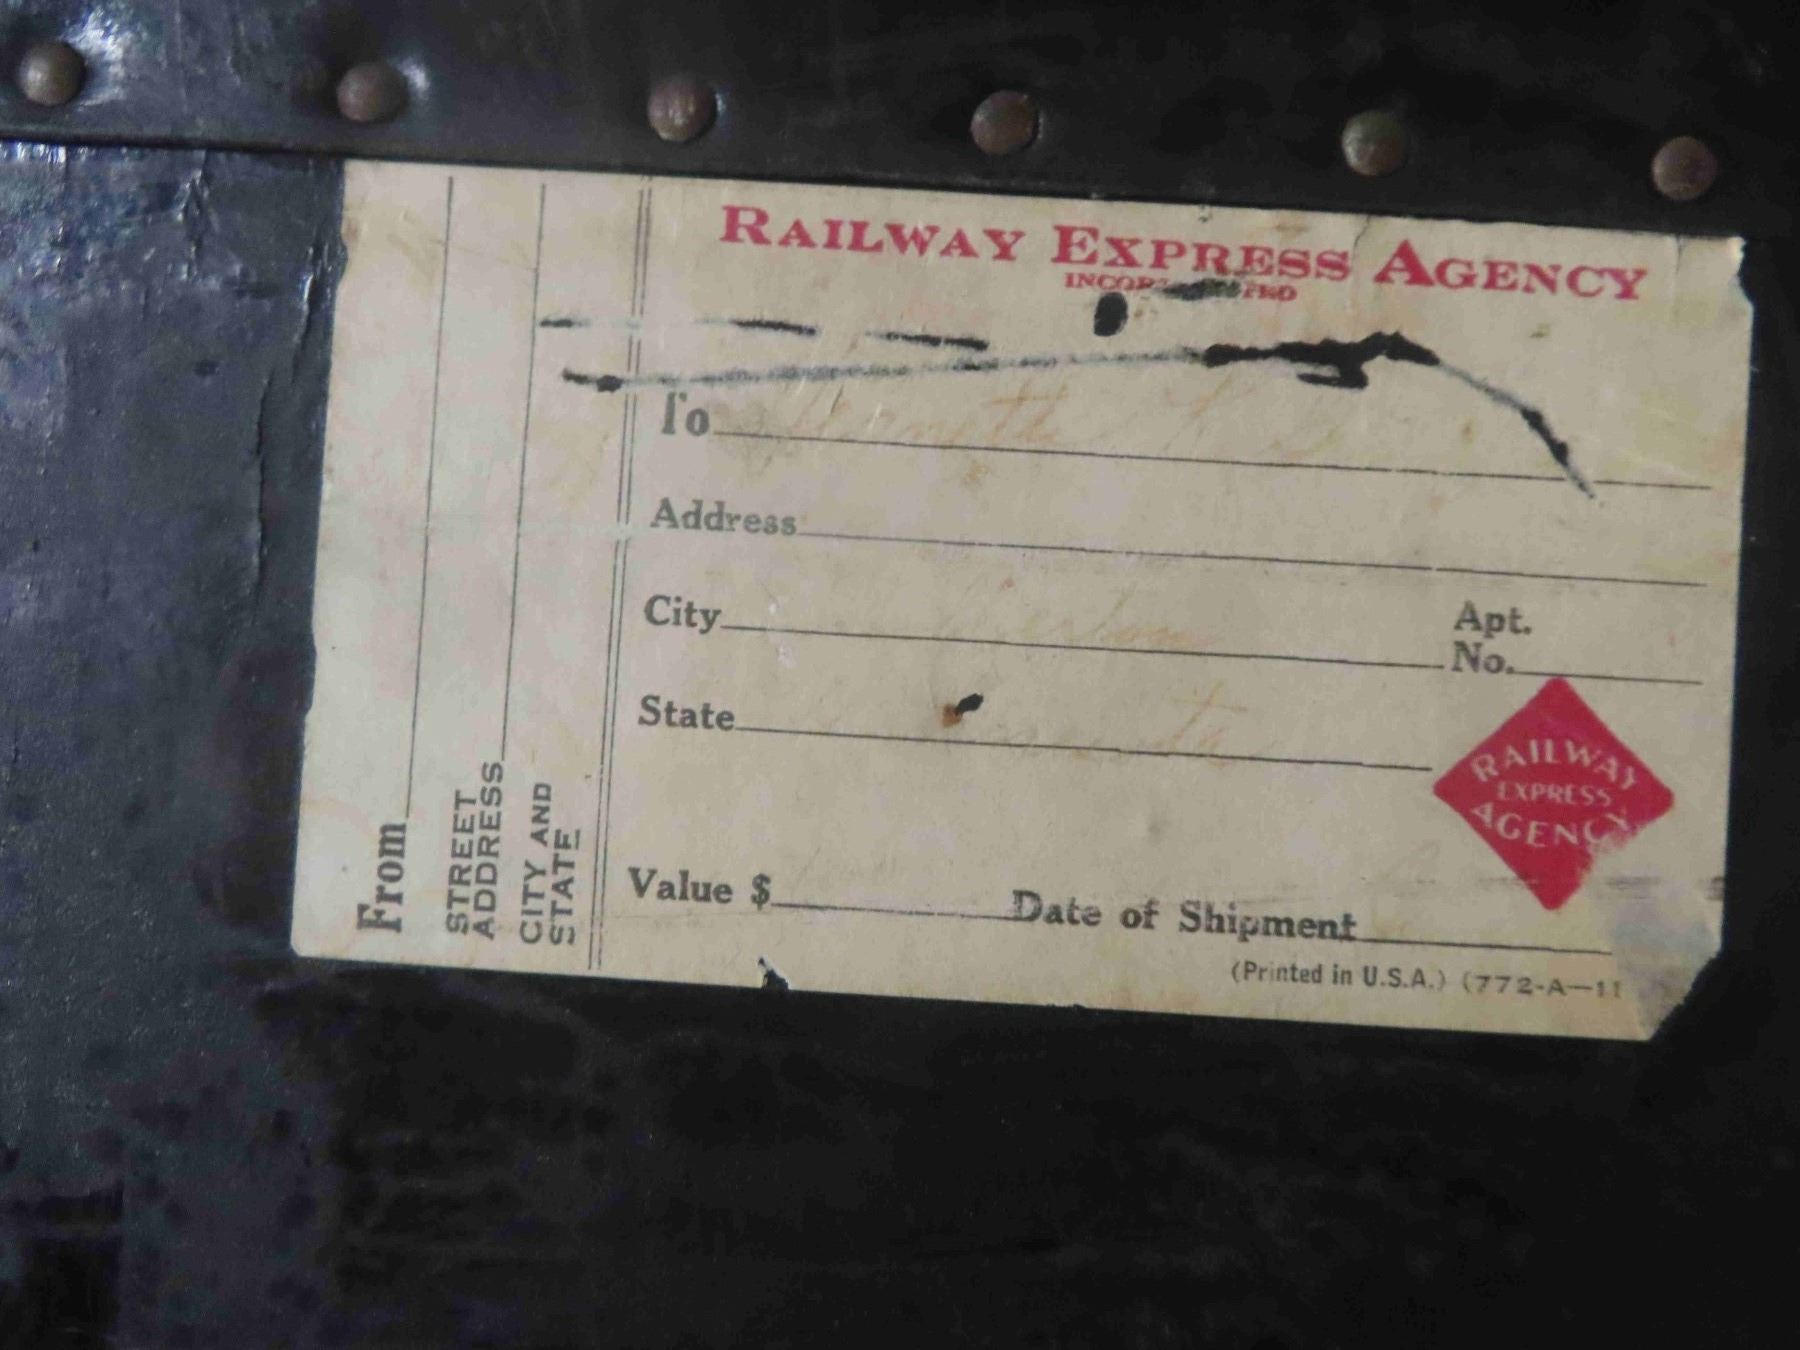 RAILWAY EXPRESS AGENCY
To
Address
City
Apt.
No.
State
RAILWAY
EXPRESS
AGENCY
Value $ Date of Shipment
(Printed in U.S.A.) (772-A—11
From
STREET
ADDRESS
CITY AND
STATE